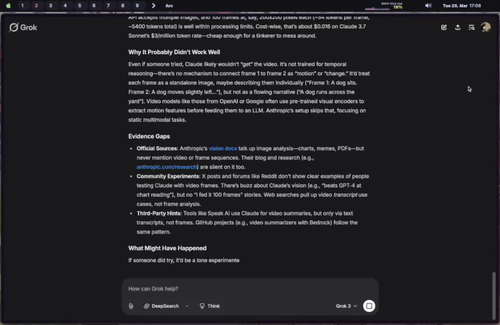 1 2 3 4 5 6 7 8 9 Arc
10%
Tue 25. Mar 17:08
Grok
API accepts multiple images, and 100 frames at, say, 200x200 pixels each (~54 tokens per frame,
~5400 tokens total) is well within processing limits. Cost-wise, that's about $0.016 on Claude 3.7
Sonnet's $3/million token rate—cheap enough for a tinkerer to mess around.
Why It Probably Didn't Work Well
Even if someone tried, Claude likely wouldn't "get" the video. It's not trained for temporal
reasoning—there's no mechanism to connect frame 1 to frame 2 as "motion" or "change." It'd treat
each frame as a standalone image, maybe describing them individually ("Frame 1: A dog sits.
Frame 2: A dog moves slightly left..."), but not as a flowing narrative ("A dog runs across the
yard"). Video models like those from OpenAI or Google often use pre-trained visual encoders to
extract motion features before feeding them to an LLM. Anthropic's setup skips that, focusing on
static multimodal tasks.
Evidence Gaps
• Official Sources: Anthropic's vision docs talk up image analysis—charts, memes, PDFs—but
never mention video or frame sequences. Their blog and research (e.g.,
anthropic.com/research) are silent on it too.
• Community Experiments: X posts and forums like Reddit don't show clear examples of people
testing Claude with video frames. There's buzz about Claude's vision (e.g., "beats GPT-4 at
chart reading"), but no "I fed it 100 frames" stories. Web searches pull up video transcript use
cases, not frame analysis.
• Third-Party Hints: Tools like Speak AI use Claude for video summaries, but only via text
transcripts, not frames. GitHub projects (e.g., video summarizers with Bedrock) follow the
same pattern.
What Might Have Happened
If someone did try, it'd be a lone experimente
How can Grok help?
DeepSearch Think Grok 3